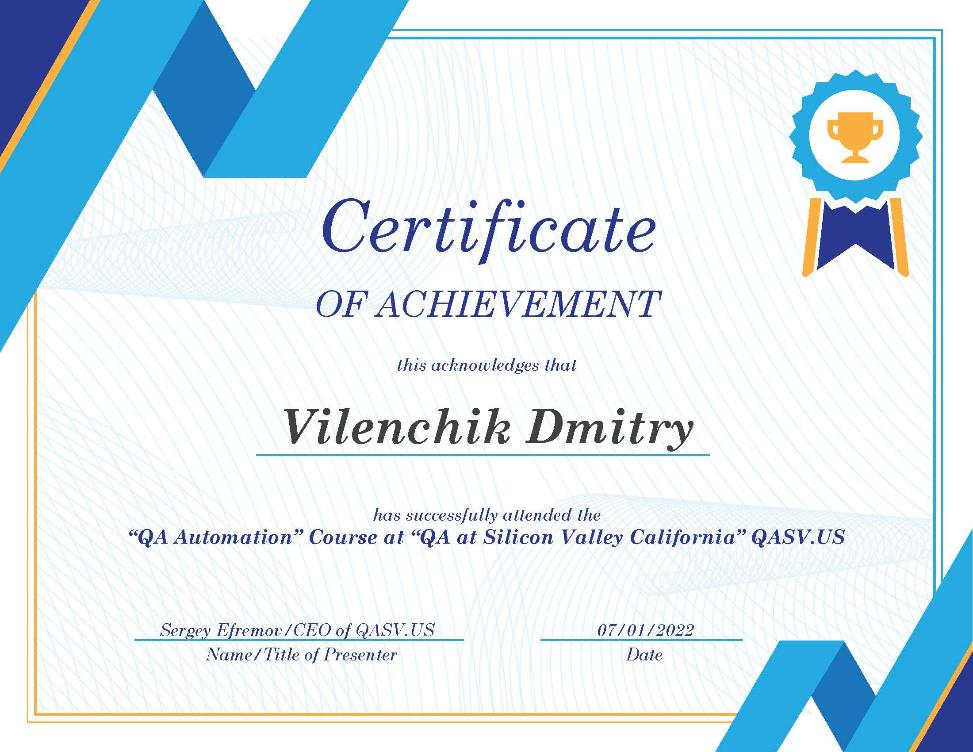 Certificate
OF ACHIEVEMENT
this acknowledges that
Vilenchik Dmitry
has successfully attended the
“QA Automation” Course at “QA at Silicon Valley California” QASV.US
Sergey Efremov/CEO of QASV.US 07/01/2022
Name/Title of Presenter Date